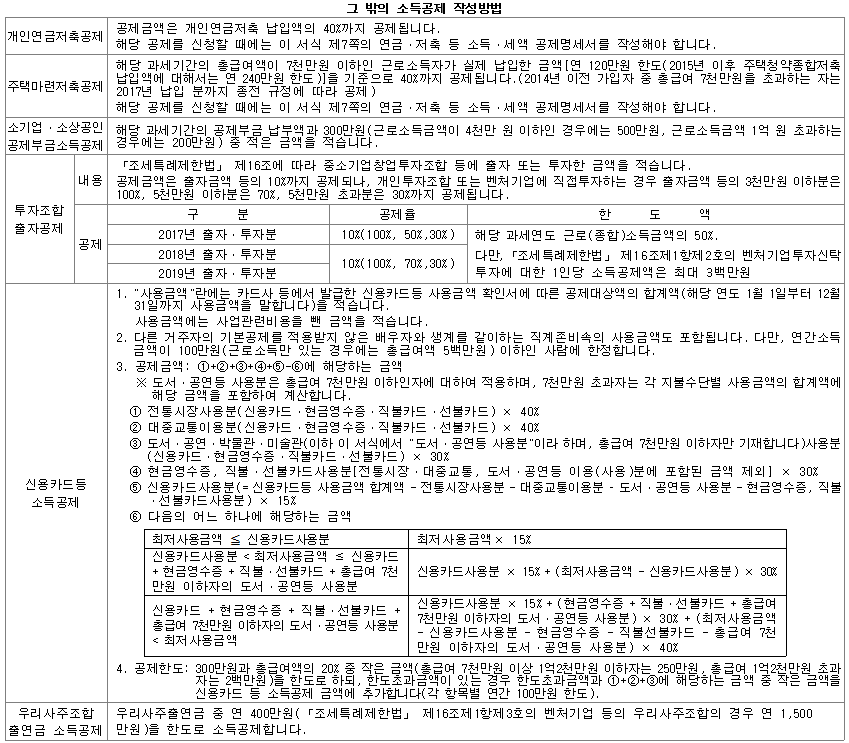 그 밖의 소득공제 작성방법
개인연금저축공제
공제금액은 개인연금저축 납입액의 40%까지 공제됩니다.
해당 공제를 신청할 때에는 이 서식 제7쪽의 연금·저축 등 소득·세액 공제명세서를 작성해야 합니다.
주택마련저축공제
해당 과세기간의 총급여액이 7천만원 이하인 근로소득자가 실제 납입한 금액[연 120만원 한도(2015년 이후 주택청약종합저축
납입액에 대해서는 연 240만원 한도)]을 기준으로 40%까지 공제됩니다.(2014년 이전 가입자 중 총급여 7천만원을 초과하는 자는
2017년 납입 분까지 종전 규정에 따라 공제)
해당 공제를 신청할 때에는 이 서식 제7쪽의 연금·저축 등 소득·세액 공제명세서를 작성해야 합니다.
소기업·소상공인
공제부금소득공제
해당 과세기간의 공제부금 납부액과 300만원(근로소득금액이 4천만 원 이하인 경우에는 500만원, 근로소득금액 1억 원 초과하는
경우에는 200만원) 중 적은 금액을 적습니다.
투자조합
출자공제
내용
「조세특례제한법」 제16조에 따라 중소기업창업투자조합 등에 출자 또는 투자한 금액을 적습니다.
공제금액은 출자금액 등의 10%까지 공제되나, 개인투자조합 또는 벤처기업에 직접투자하는 경우 출자금액 등의 3천만원 이하분은
100%, 5천만원 이하분은 70%, 5천만원 초과분은 30%까지 공제됩니다.
공제
구 분
공제율
한 도 액
2017년 출자·투자분
10%(100%, 50%,30%)
2018년 출자·투자분
2019년 출자·투자분
10%(100%, 70%,30%)
해당 과세연도 근로(종합)소득금액의 50%.
다만,「조세특례제한법」 제16조제1항제2호의 벤처기업투자신탁
투자에 대한 1인당 소득공제액은 최대 3백만원
신용카드등
소득공제
1. "사용금액"란에는 카드사 등에서 발급한 신용카드등 사용금액 확인서에 따른 공제대상액의 합계액(해당 연도 1월 1일부터 12월
31일까지 사용금액을 말합니다)을 적습니다.
사용금액에는 사업관련비용을 뺀 금액을 적습니다.
2. 다른 거주자의 기본공제를 적용받지 않은 배우자와 생계를 같이하는 직계존비속의 사용금액도 포함됩니다. 다만, 연간소득
금액이 100만원(근로소득만 있는 경우에는 총급여액 5백만원) 이하인 사람에 한정합니다.
3. 공제금액: ①+②+③+④+⑤-⑥에 해당하는 금액
※ 도서·공연등 사용분은 총급여 7천만원 이하인자에 대하여 적용하며, 7천만원 초과자는 각 지불수단별 사용금액의 합계액에
해당 금액을 포함하여 계산합니다.
① 전통시장사용분(신용카드·현금영수증·직불카드·선불카드) × 40%
② 대중교통이용분(신용카드·현금영수증·직불카드·선불카드) × 40%
③ 도서·공연·박물관·미술관(이하 이 서식에서 "도서·공연등 사용분"이라 하며, 총급여 7천만원 이하자만 기재합니다)사용분
(신용카드·현금영수증·직불카드·선불카드) × 30%
④ 현금영수증, 직불·선불카드사용분[전통시장·대중교통, 도서·공연등 이용(사용)분에 포함된 금액 제외] × 30%
⑤ 신용카드사용분(=신용카드등 사용금액 합계액 - 전통시장사용분 - 대중교통이용분 - 도서·공연등 사용분 - 현금영수증, 직불
·선불카드사용분) × 15%
⑥ 다음의 어느 하나에 해당하는 금액
최저사용금액 ≦ 신용카드사용분
최저사용금액× 15%
신용카드사용분 < 최저사용금액 ≤ 신용카드
+ 현금영수증 + 직불·선불카드 + 총급여 7천
만원 이하자의 도서·공연등 사용분
신용카드사용분 × 15% + (최저사용금액 - 신용카드사용분) × 30%
신용카드 + 현금영수증 + 직불·선불카드 +
총급여 7천만원 이하자의 도서·공연등 사용분
< 최저사용금액
신용카드사용분 × 15% + (현금영수증 + 직불·선불카드 + 총급여
7천만원 이하자의 도서·공연등 사용분) × 30% + (최저사용금액
- 신용카드사용분 - 현금영수증 - 직불선불카드 - 총급여 7천
만원 이하자의 도서·공연등 사용분) × 40%
4. 공제한도: 300만원과 총급여액의 20% 중 작은 금액(총급여 7천만원 이상 1억2천만원 이하자는 250만원, 총급여 1억2천만원 초과
자는 2백만원)을 한도로 하되, 한도초과금액이 있는 경우 한도초과금액과 ①+②+③에 해당하는 금액 중 작은 금액을
신용카드 등 소득공제 금액에 추가합니다(각 항목별 연간 100만원 한도).
우리사주조합
출연금 소득공제
우리사주출연금 중 연 400만원(「조세특례제한법」 제16조제1항제3호의 벤처기업 등의 우리사주조합의 경우 연 1,500
만원)을 한도로 소득공제합니다.